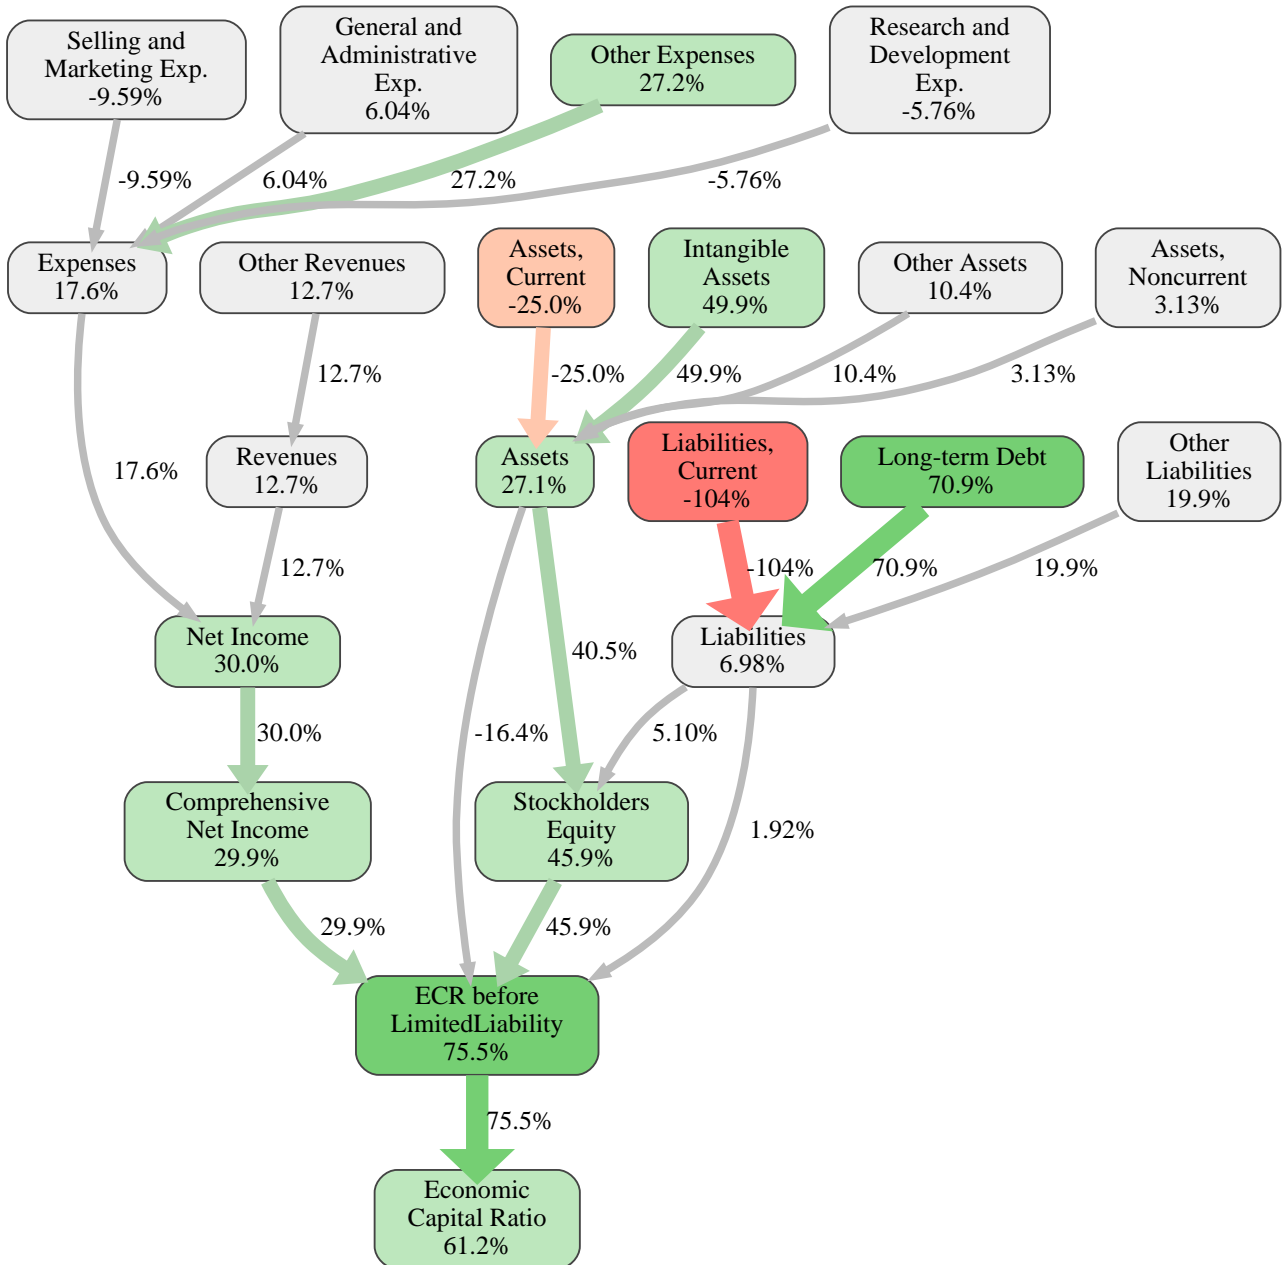 Selling and
Marketing Exp.
-9.59%
General and
Administrative
Exp.
6.04%
Other Expenses
27.2%
Research and
Development
Exp.
-5.76%
-9.59%
6.04%
27.2%
-5.76%
Expenses
17.6%
Other Revenues
12.7%
Assets,
Current
-25.0%
Intangible
Assets
49.9%
Other Assets
10.4%
Assets,
Noncurrent
3.13%
12.7%
-25.0%
49.9%
10.4%
3.13%
17.6%
Revenues
12.7%
Assets
27.1%
Liabilities,
Current
-104%
Long-term Debt
70.9%
Other
Liabilities
19.9%
12.7%
-104%
70.9%
19.9%
Net Income
30.0%
40.5%
Liabilities
6.98%
30.0%
-16.4%
5.10%
Comprehensive
Net Income
29.9%
Stockholders
Equity
45.9%
1.92%
29.9%
45.9%
ECR before
LimitedLiability
75.5%
75.5%
Economic
Capital Ratio
61.2%